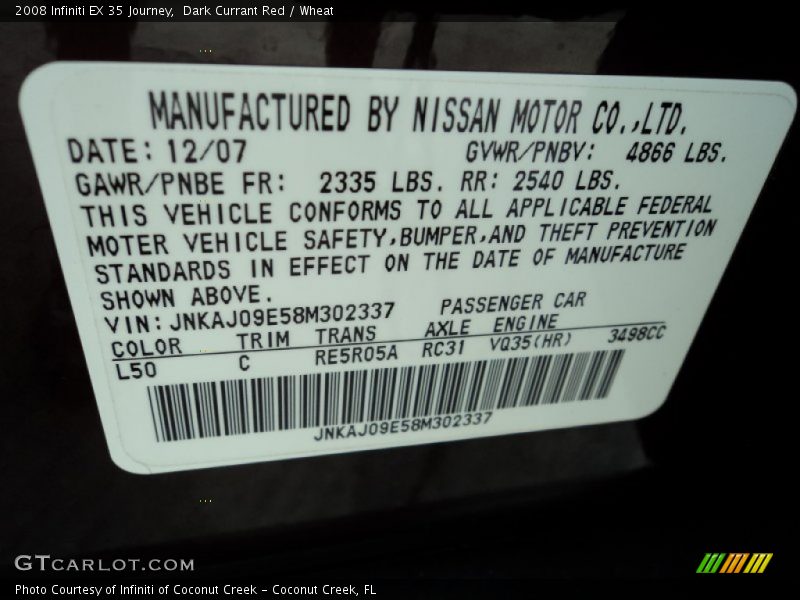 2008 Infiniti EX 35 Journey,  Dark Currant Red / Wheat
MANUFACTURED BY NISSAN MOTOR CO.,LTD.
DATE: 12/07 GVWR/PNBV: 4866 LBS.
GAWR/PNBE FR: 2335 LBS. RR: 2540 LBS.
THIS VEHICLE CONFORMS TO ALL APPLICABLE FEDERAL
MOTER VEHICLE SAFETY,BUMPER,AND THEFT PREVENTION
STANDARDS IN EFFECT ON THE DATE OF MANUFACTURE
SHOWN ABOVE.
VIN: JNKAJ09E58M302337 PASSENGER CAR
COLOR TRIM TRANS AXLE ENGINE
L50 C RE5R05A RC31 VQ35(HR) 3498CC
JNKAJ09E58M302337
GTCARLOT.COM
Photo Courtesy of Infiniti of Coconut Creek – Coconut Creek, FL